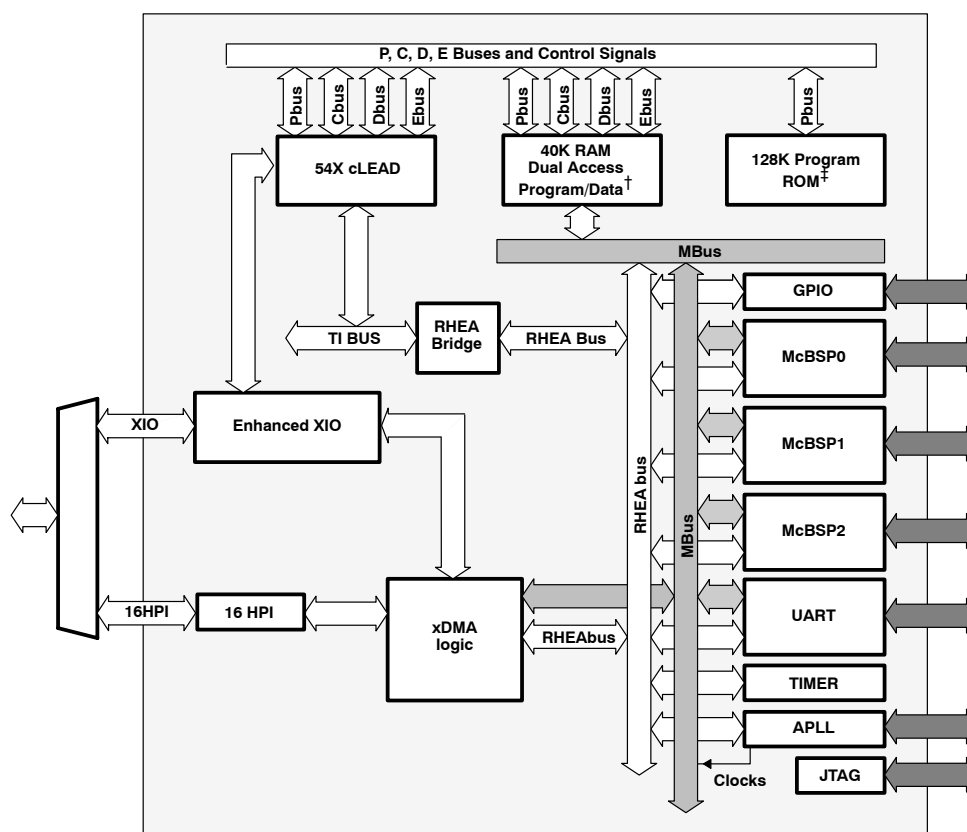 P, C, D, E Buses and Control Signals
Pbus
Cbus
Dbus
Ebus
Pbus
Cbus
Dbus
Ebus
Pbus
54X cLEAD
40K RAM
Dual Access
Program/Data†
128K Program
ROM‡
MBus
GPIO
TI BUS
RHEA
Bridge
RHEA Bus
McBSP0
XIO
Enhanced XIO
McBSP1
RHEA bus
MBus
McBSP2
16HPI
16 HPI
xDMA
logic
RHEAbus
UART
TIMER
APLL
Clocks
JTAG